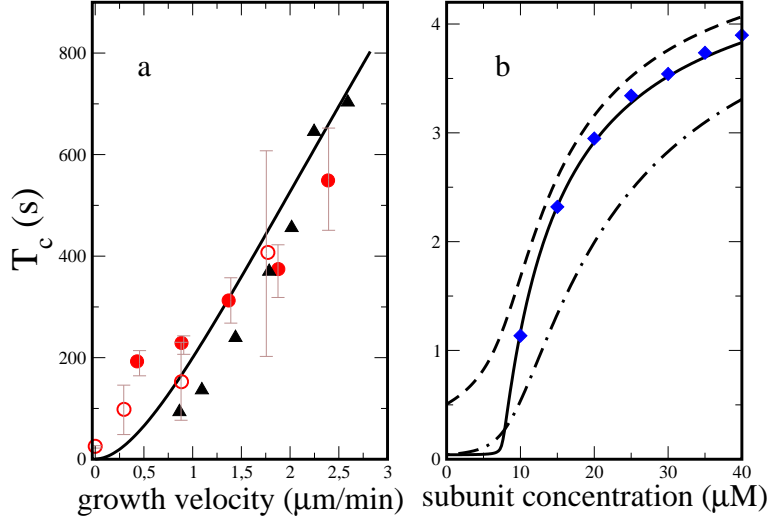 800
600
400
200
0
T_c (s)
a
0 0,5 1 1,5 2 2,5 3
growth velocity (μm/min)
4
3
2
1
0
b
0 10 20 30 40
subunit concentration (μM)